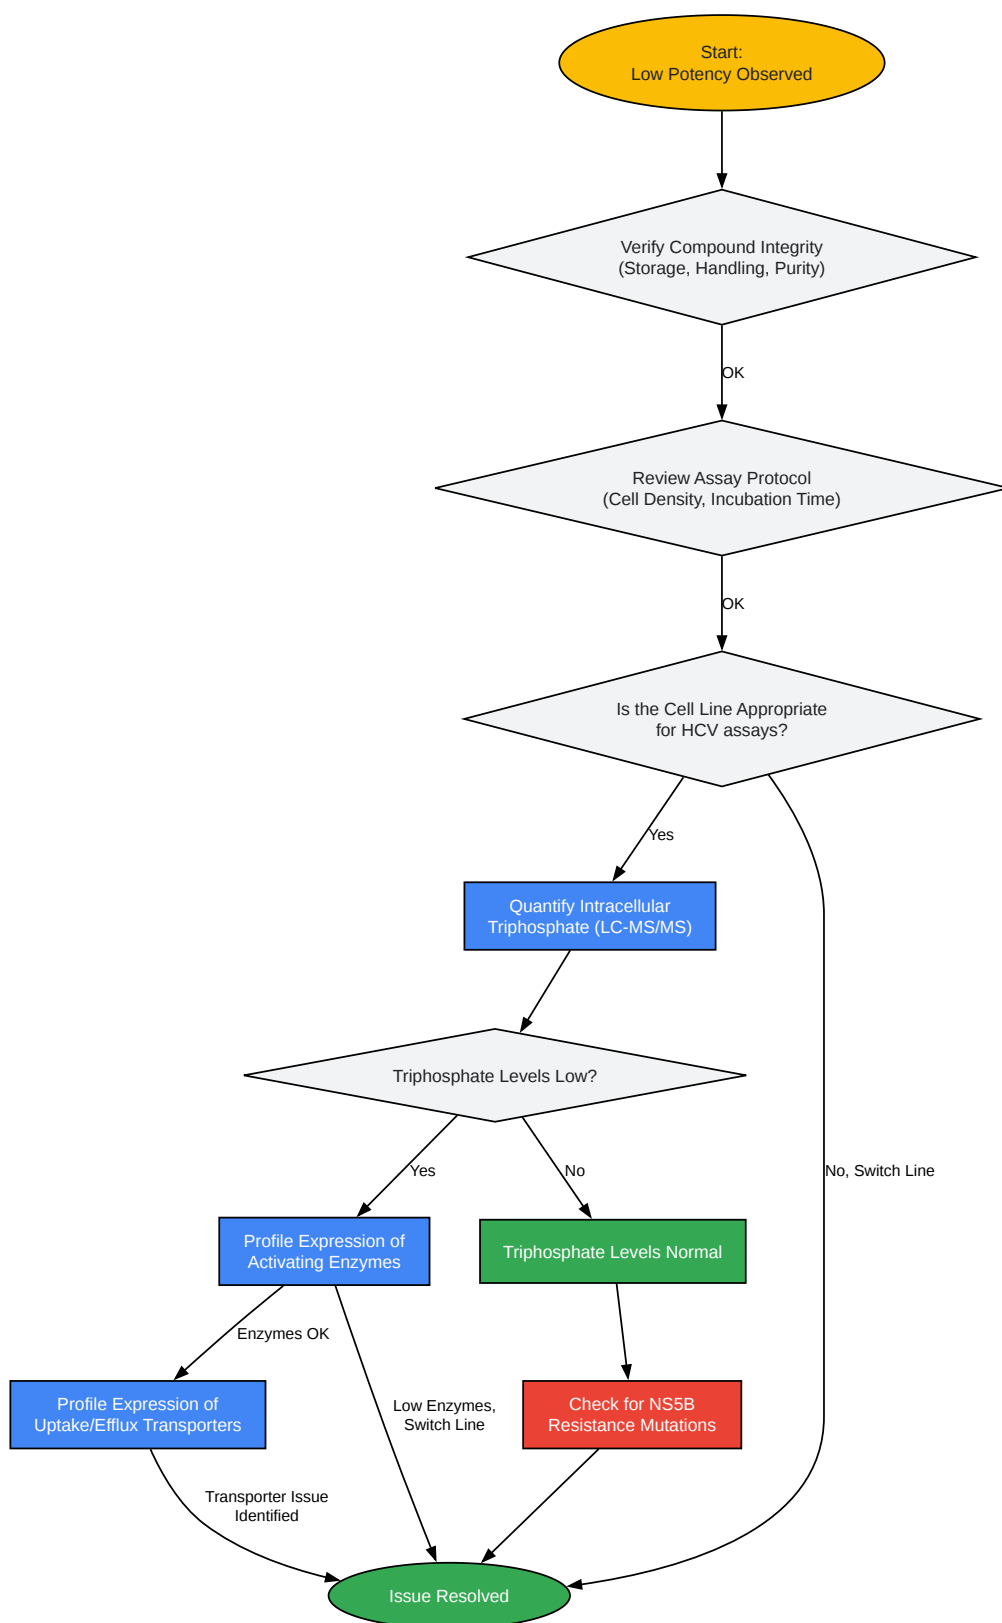 Start:
Low Potency Observed
Verify Compound Integrity
(Storage, Handling, Purity)
OK
Review Assay Protocol
(Cell Density, Incubation Time)
OK
Is the Cell Line Appropriate
for HCV assays?
Yes
Quantify Intracellular
Triphosphate (LC-MS/MS)
Triphosphate Levels Low?
Yes
No
No, Switch Line
Profile Expression of
Activating Enzymes
Triphosphate Levels Normal
Enzymes OK
Profile Expression of
Uptake/Efflux Transporters
Low Enzymes,
Switch Line
Check for NS5B
Resistance Mutations
Transporter Issue
Identified
Issue Resolved